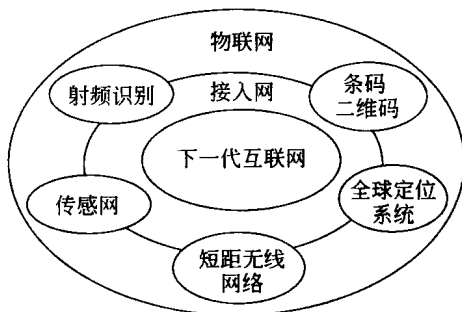 物联网
射频识别
接入网
条码
二维码
下一代互联网
传感网
全球定位
系统
短距无线
网络